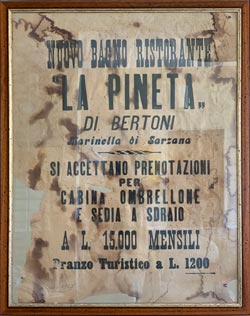 NUOVO BAGNO RISTORANTE
"LA PINETA„
DI BERTONI
Marinella di Sarzana
SI ACCETTANO PRENOTAZIONI
PER
CABINA OMBRELLONE
E SEDIA A SDRAIO
A L. 15,000 MENSILI
Pranzo Turistico a L. 1200